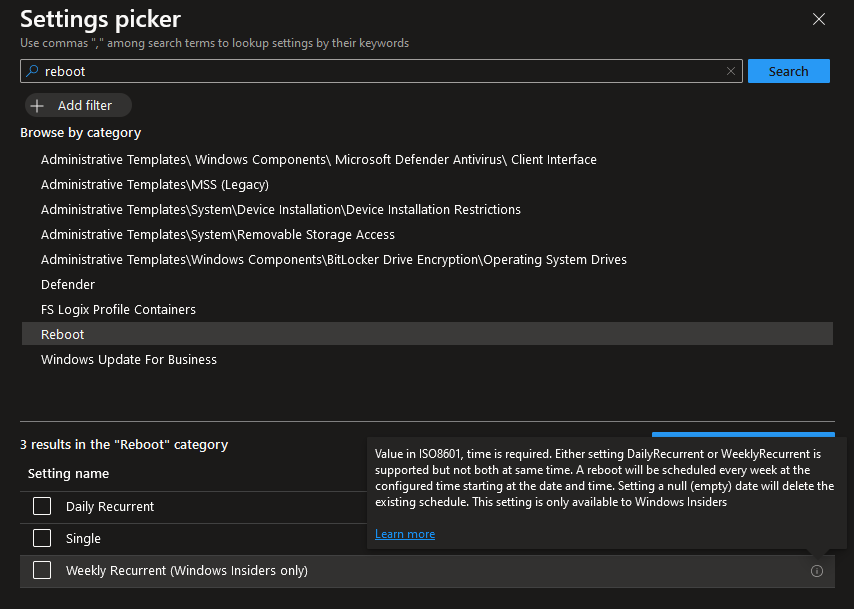 Settings picker
Use commas "," among search terms to lookup settings by their keywords
reboot
Search
Add filter
Browse by category
Administrative Templates\ Windows Components\ Microsoft Defender Antivirus\ Client Interface
Administrative Templates\MSS (Legacy)
Administrative Templates\System\Device Installation\Device Installation Restrictions
Administrative Templates\System\Removable Storage Access
Administrative Templates\Windows Components\BitLocker Drive Encryption\Operating System Drives
Defender
FS Logix Profile Containers
Reboot
Windows Update For Business
3 results in the "Reboot" category
Value in ISO8601, time is required. Either setting DailyRecurrent or WeeklyRecurrent is
supported but not both at same time. A reboot will be scheduled every week at the
configured time starting at the date and time. Setting a null (empty) date will delete the
existing schedule. This setting is only available to Windows Insiders
Learn more
Setting name
Daily Recurrent
Single
Weekly Recurrent (Windows Insiders only)